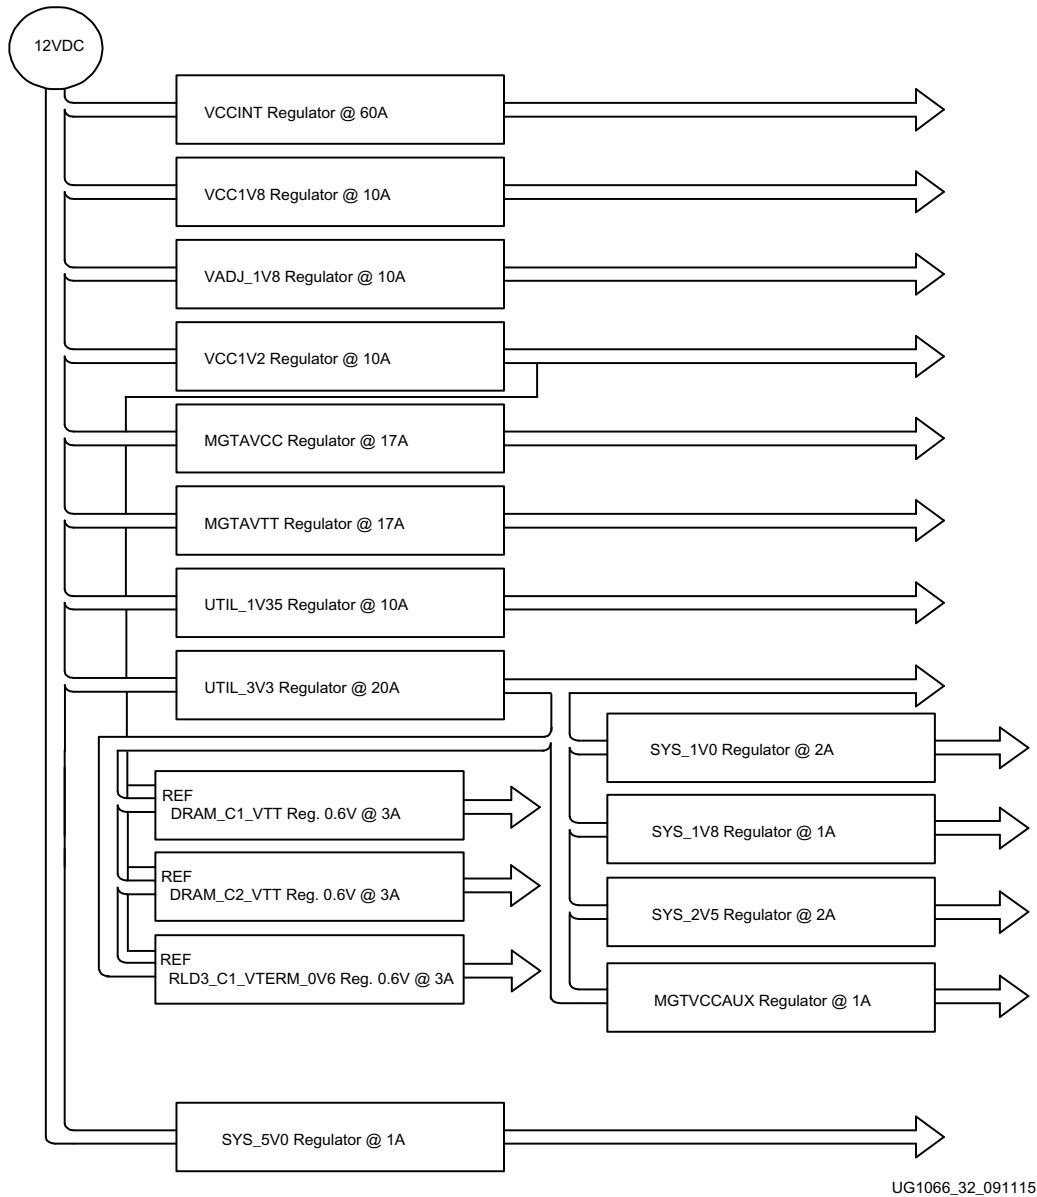 12VDC
VCCINT Regulator @ 60A
VCC1V8 Regulator @ 10A
VADJ_1V8 Regulator @ 10A
VCC1V2 Regulator @ 10A
MGTAVCC Regulator @ 17A
MGTAVTT Regulator @ 17A
UTIL_1V35 Regulator @ 10A
UTIL_3V3 Regulator @ 20A
SYS_1V0 Regulator @ 2A
REF
DRAM_C1_VTT Reg. 0.6V @ 3A
SYS_1V8 Regulator @ 1A
REF
DRAM_C2_VTT Reg. 0.6V @ 3A
SYS_2V5 Regulator @ 2A
REF
RLD3_C1_VTERM_0V6 Reg. 0.6V @ 3A
MGTVCCAUX Regulator @ 1A
SYS_5V0 Regulator @ 1A
UG1066_32_091115